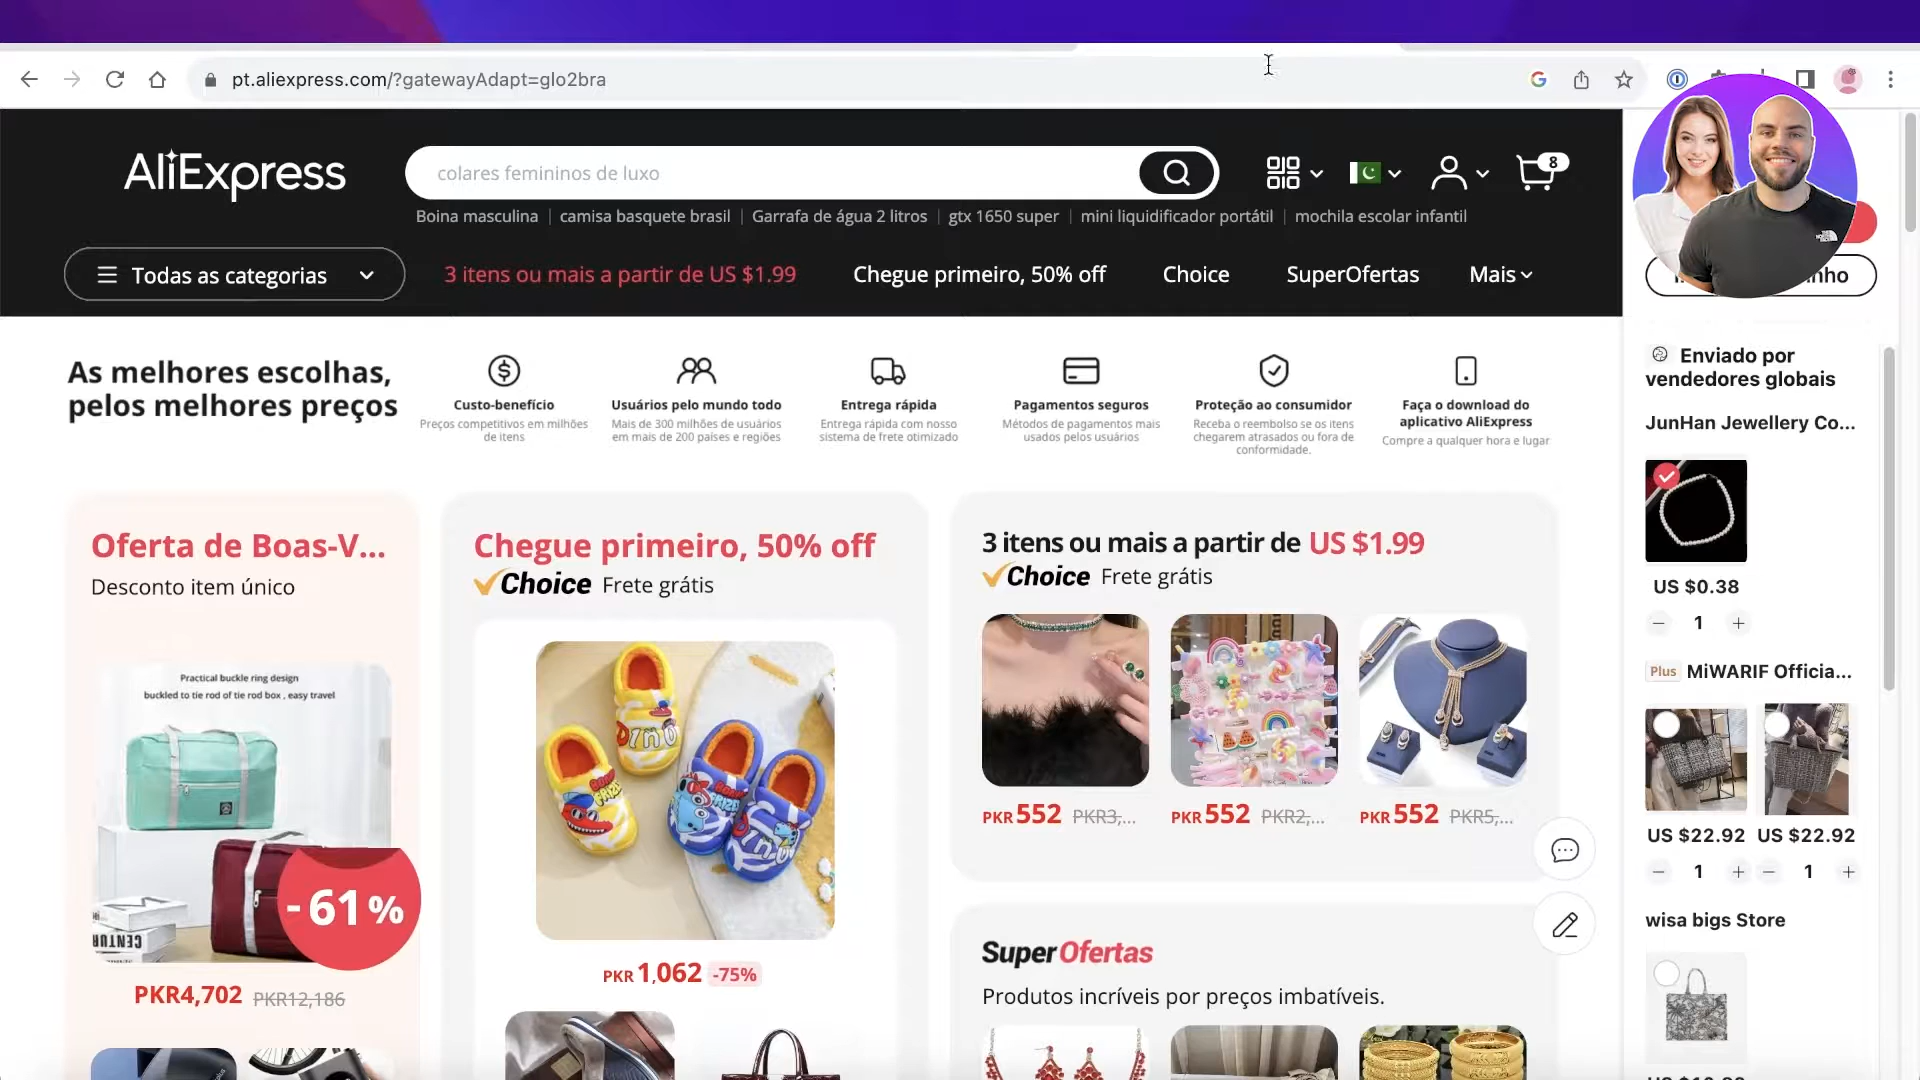 pt.aliexpress.com/?gatewayAdapt=glo2bra
AliExpress
colares femininos de luxo
8
Boina masculina
camisa basquete brasil
Garrafa de água 2 litros
gtx 1650 super
mini liquidificador portátil
mochila escolar infantil
Todas as categorias
3 itens ou mais a partir de US $1.99
Chegue primeiro, 50% off
Choice
SuperOfertas
Mais
As melhores escolhas,
pelos melhores preços
Custo-benefício
Preços competitivos em milhões
de itens
Usuários pelo mundo todo
Mais de 300 milhões de usuários
em mais de 200 países e regiões
Entrega rápida
Entrega rápida com nosso
sistema de frete otimizado
Pagamentos seguros
Métodos de pagamentos mais
usados pelos usuários
Proteção ao consumidor
Receba o reembolso se os itens
chegarem atrasados ou fora de
conformidade.
Faça o download do
aplicativo AliExpress
Compre a qualquer hora e lugar
Oferta de Boas-V...
Desconto item único
Practical buckle ring design
buckled to tie rod of tie rod box , easy travel
-61%
PKR4,702 PKR12,186
Chegue primeiro, 50% off
Choice Frete grátis
DINO
PKR 1,062 -75%
3 itens ou mais a partir de US $1.99
Choice Frete grátis
PKR 552 PKR3,...
PKR 552 PKR2,...
PKR 552 PKR5,...
SuperOfertas
Produtos incríveis por preços imbatíveis.
Enviado por
vendedores globais
JunHan Jewellery Co...
US $0.38
1
Plus MiWARIF Officia...
US $22.92 US $22.92
1
1
wisa bigs Store